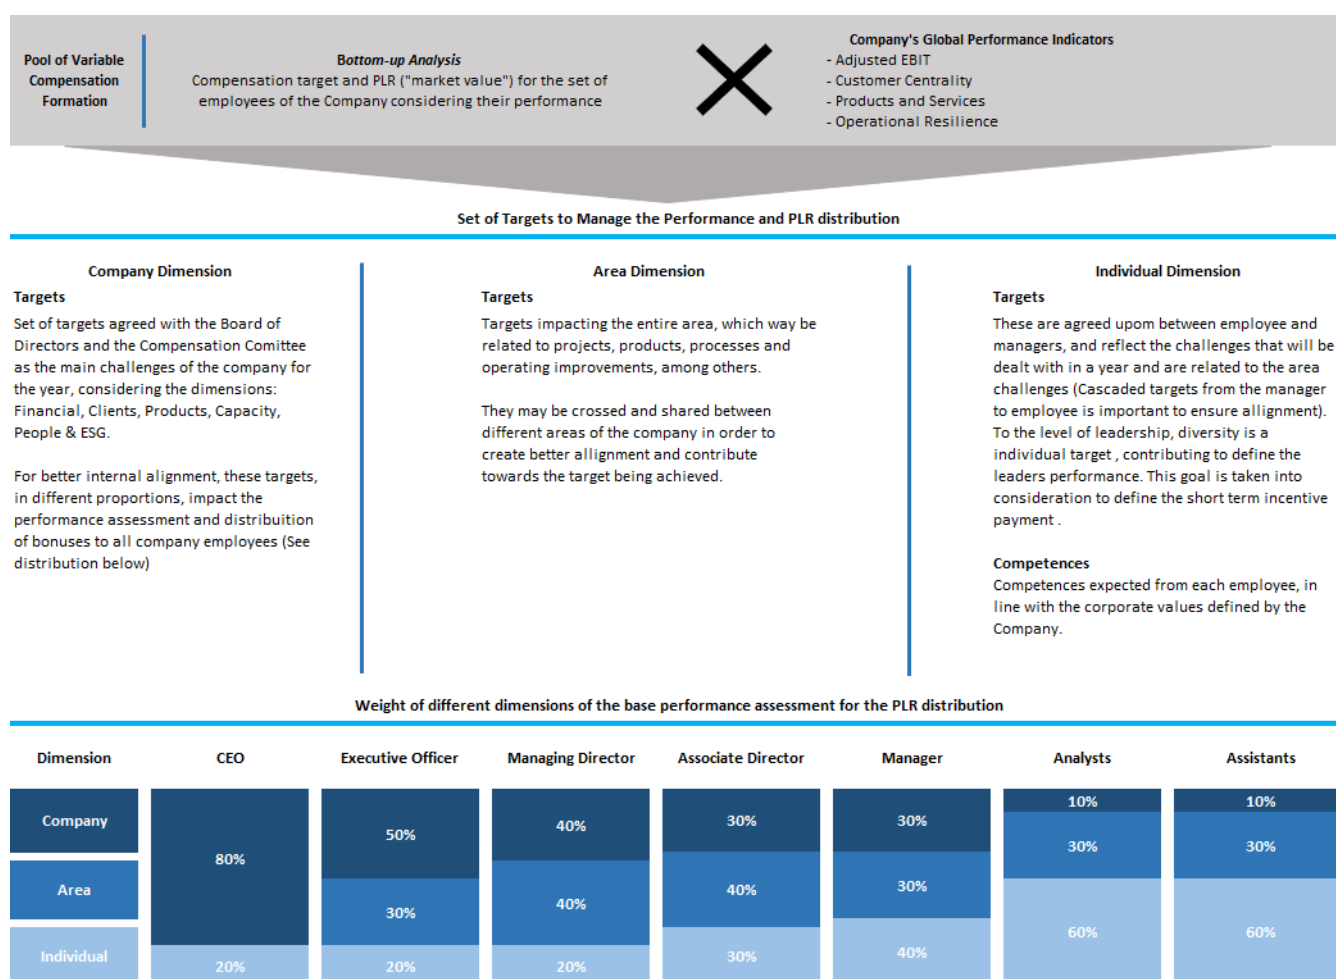 Pool of Variable
Compensation
Formation
Bottom-up Analysis
Compensation target and PLR ("market value") for the set of
employees of the Company considering their performance
Company's Global Performance Indicators
- Adjusted EBIT
- Customer Centrality
- Products and Services
- Operational Resilience
Set of Targets to Manage the Performance and PLR distribution
Company Dimension
Targets
Set of targets agreed with the Board of
Directors and the Compensation Comittee
as the main challenges of the company for
the year, considering the dimensions:
Financial, Clients, Products, Capacity,
People & ESG.
For better internal alignment, these targets,
in different proportions, impact the
performance assessment and distribuition
of bonuses to all company employees (See
distribution below)
Area Dimension
Targets
Targets impacting the entire area, which way be
related to projects, products, processes and
operating improvements, among others.
They may be crossed and shared between
different areas of the company in order to
create better allignment and contribute
towards the target being achieved.
Individual Dimension
Targets
These are agreed upom between employee and
managers, and reflect the challenges that will be
dealt with in a year and are related to the area
challenges (Cascaded targets from the manager
to employee is important to ensure allignment).
To the level of leadership, diversity is a
individual target , contributing to define the
leaders performance. This goal is taken into
consideration to define the short term incentive
payment .
Competences
Competences expected from each employee, in
line with the corporate values defined by the
Company.
Weight of different dimensions of the base performance assessment for the PLR distribution
Dimension CEO Executive Officer Managing Director Associate Director Manager Analysts Assistants
Company 80% 50% 40% 30% 30% 10% 10%
Area 30% 40% 40% 30% 30% 30%
Individual 20% 20% 20% 30% 40% 60% 60%